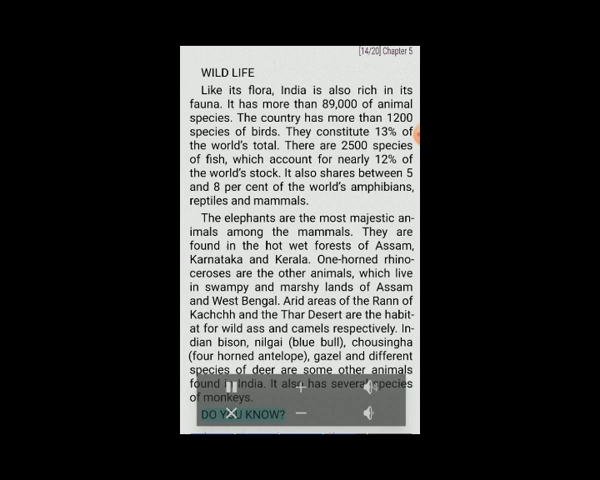 [14/20] Chapter 5
WILD LIFE
Like its flora, India is also rich in its
fauna. It has more than 89,000 of animal
species. The country has more than 1200
species of birds. They constitute 13% of
the world's total. There are 2500 species
of fish, which account for nearly 12% of
the world's stock. It also shares between 5
and 8 per cent of the world's amphibians,
reptiles and mammals.
The elephants are the most majestic an-
imals among the mammals. They are
found in the hot wet forests of Assam,
Karnataka and Kerala. One-horned rhino-
ceroses are the other animals, which live
in swampy and marshy lands of Assam
and West Bengal. Arid areas of the Rann of
Kachchh and the Thar Desert are the habit-
at for wild ass and camels respectively. In-
dian bison, nilgai (blue bull), chousingha
(four horned antelope), gazel and different
species of deer are some other animals
found in India. It also has several species
of monkeys.
DO YOU KNOW?